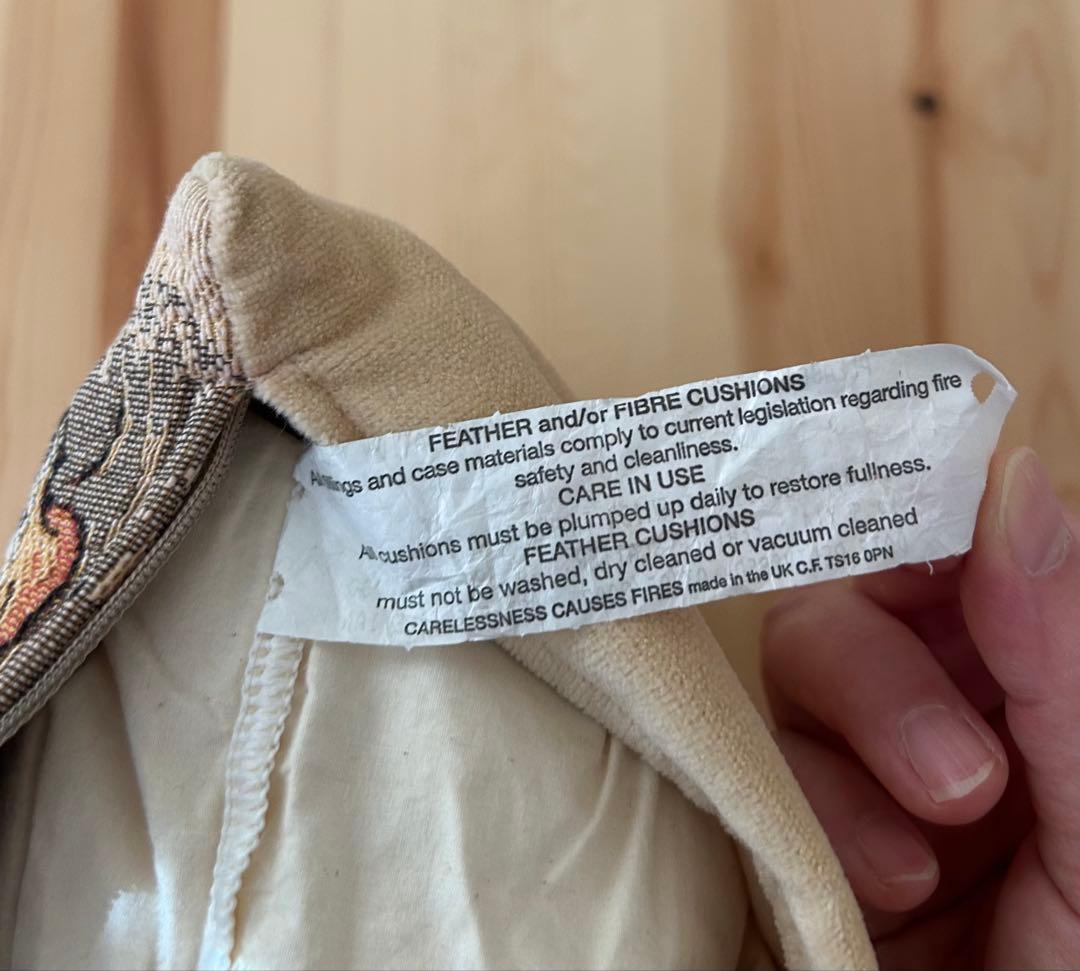 FEATHER and/or FIBRE CUSHIONS
and case materials comply to current legislation regarding fire
safety and cleanliness.
CARE IN USE
All cushions must be plumped up daily to restore fullness.
FEATHER CUSHIONS
must not be washed, dry cleaned or vacuum cleaned
CARELESSNESS CAUSES FIRES made in the UK C.F. TS16 0PN